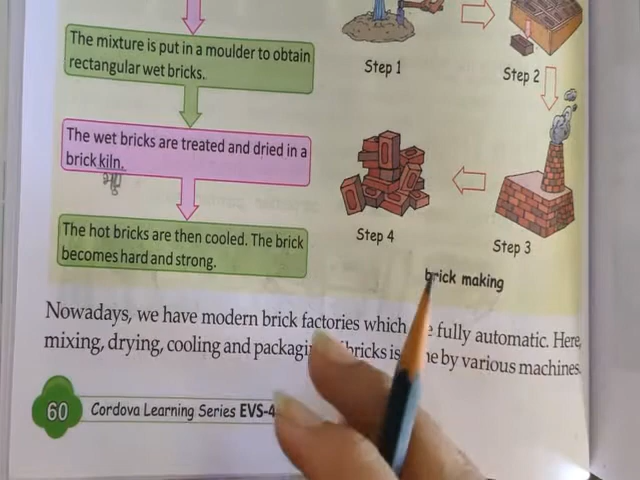 The mixture is put in a moulder to obtain
rectangular wet bricks.
The wet bricks are treated and dried in a
brick kiln.
The hot bricks are then cooled. The brick
becomes hard and strong.
Step 1
Step 2
Step 4
Step 3
brick making
Nowadays, we have modern brick factories which fully automatic. Here,
mixing, drying, cooling and bricks is by various machines.
60
Cordova Learning Series EVS-4